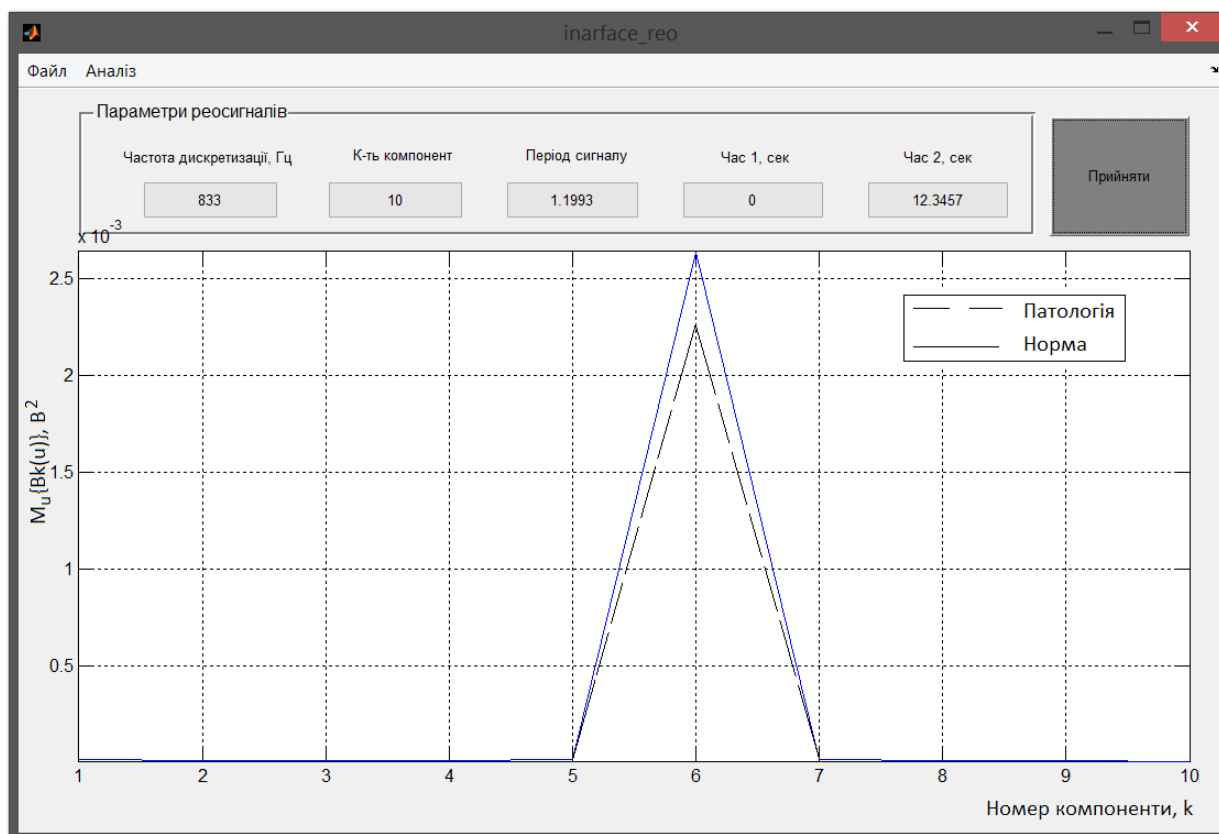 inarface_reo
Файл Аналіз
Параметри реосигналів
Частота дискретизації, Гц К-ть компонент Період сигналу Час 1, сек Час 2, сек
833 10 1.1993 0 12.3457
Прийняти
x 10^-3
Патологія
Норма
2.5
2
1.5
1
0.5
M_u{Bk(u)}, B^2
1 2 3 4 5 6 7 8 9 10
Номер компоненти, k